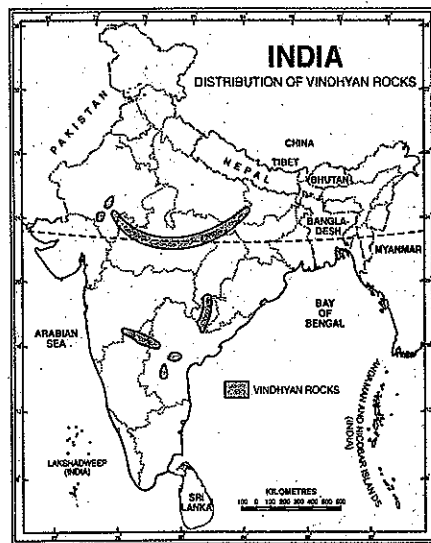 INDIA
DISTRIBUTION OF VINDHYAN ROCKS
PAKISTAN
CHINA
TIBET
NEPAL
BHUTAN
BANGLA-
DESH
MYANMAR
ARABIAN
SEA
BAY
OF
BENGAL
VINDHYAN ROCKS
ANDAMAN AND NICOBAR ISLANDS
(INDIA)
LAKSHADWEEP
(INDIA)
SRI
LANKA
KILOMETRES